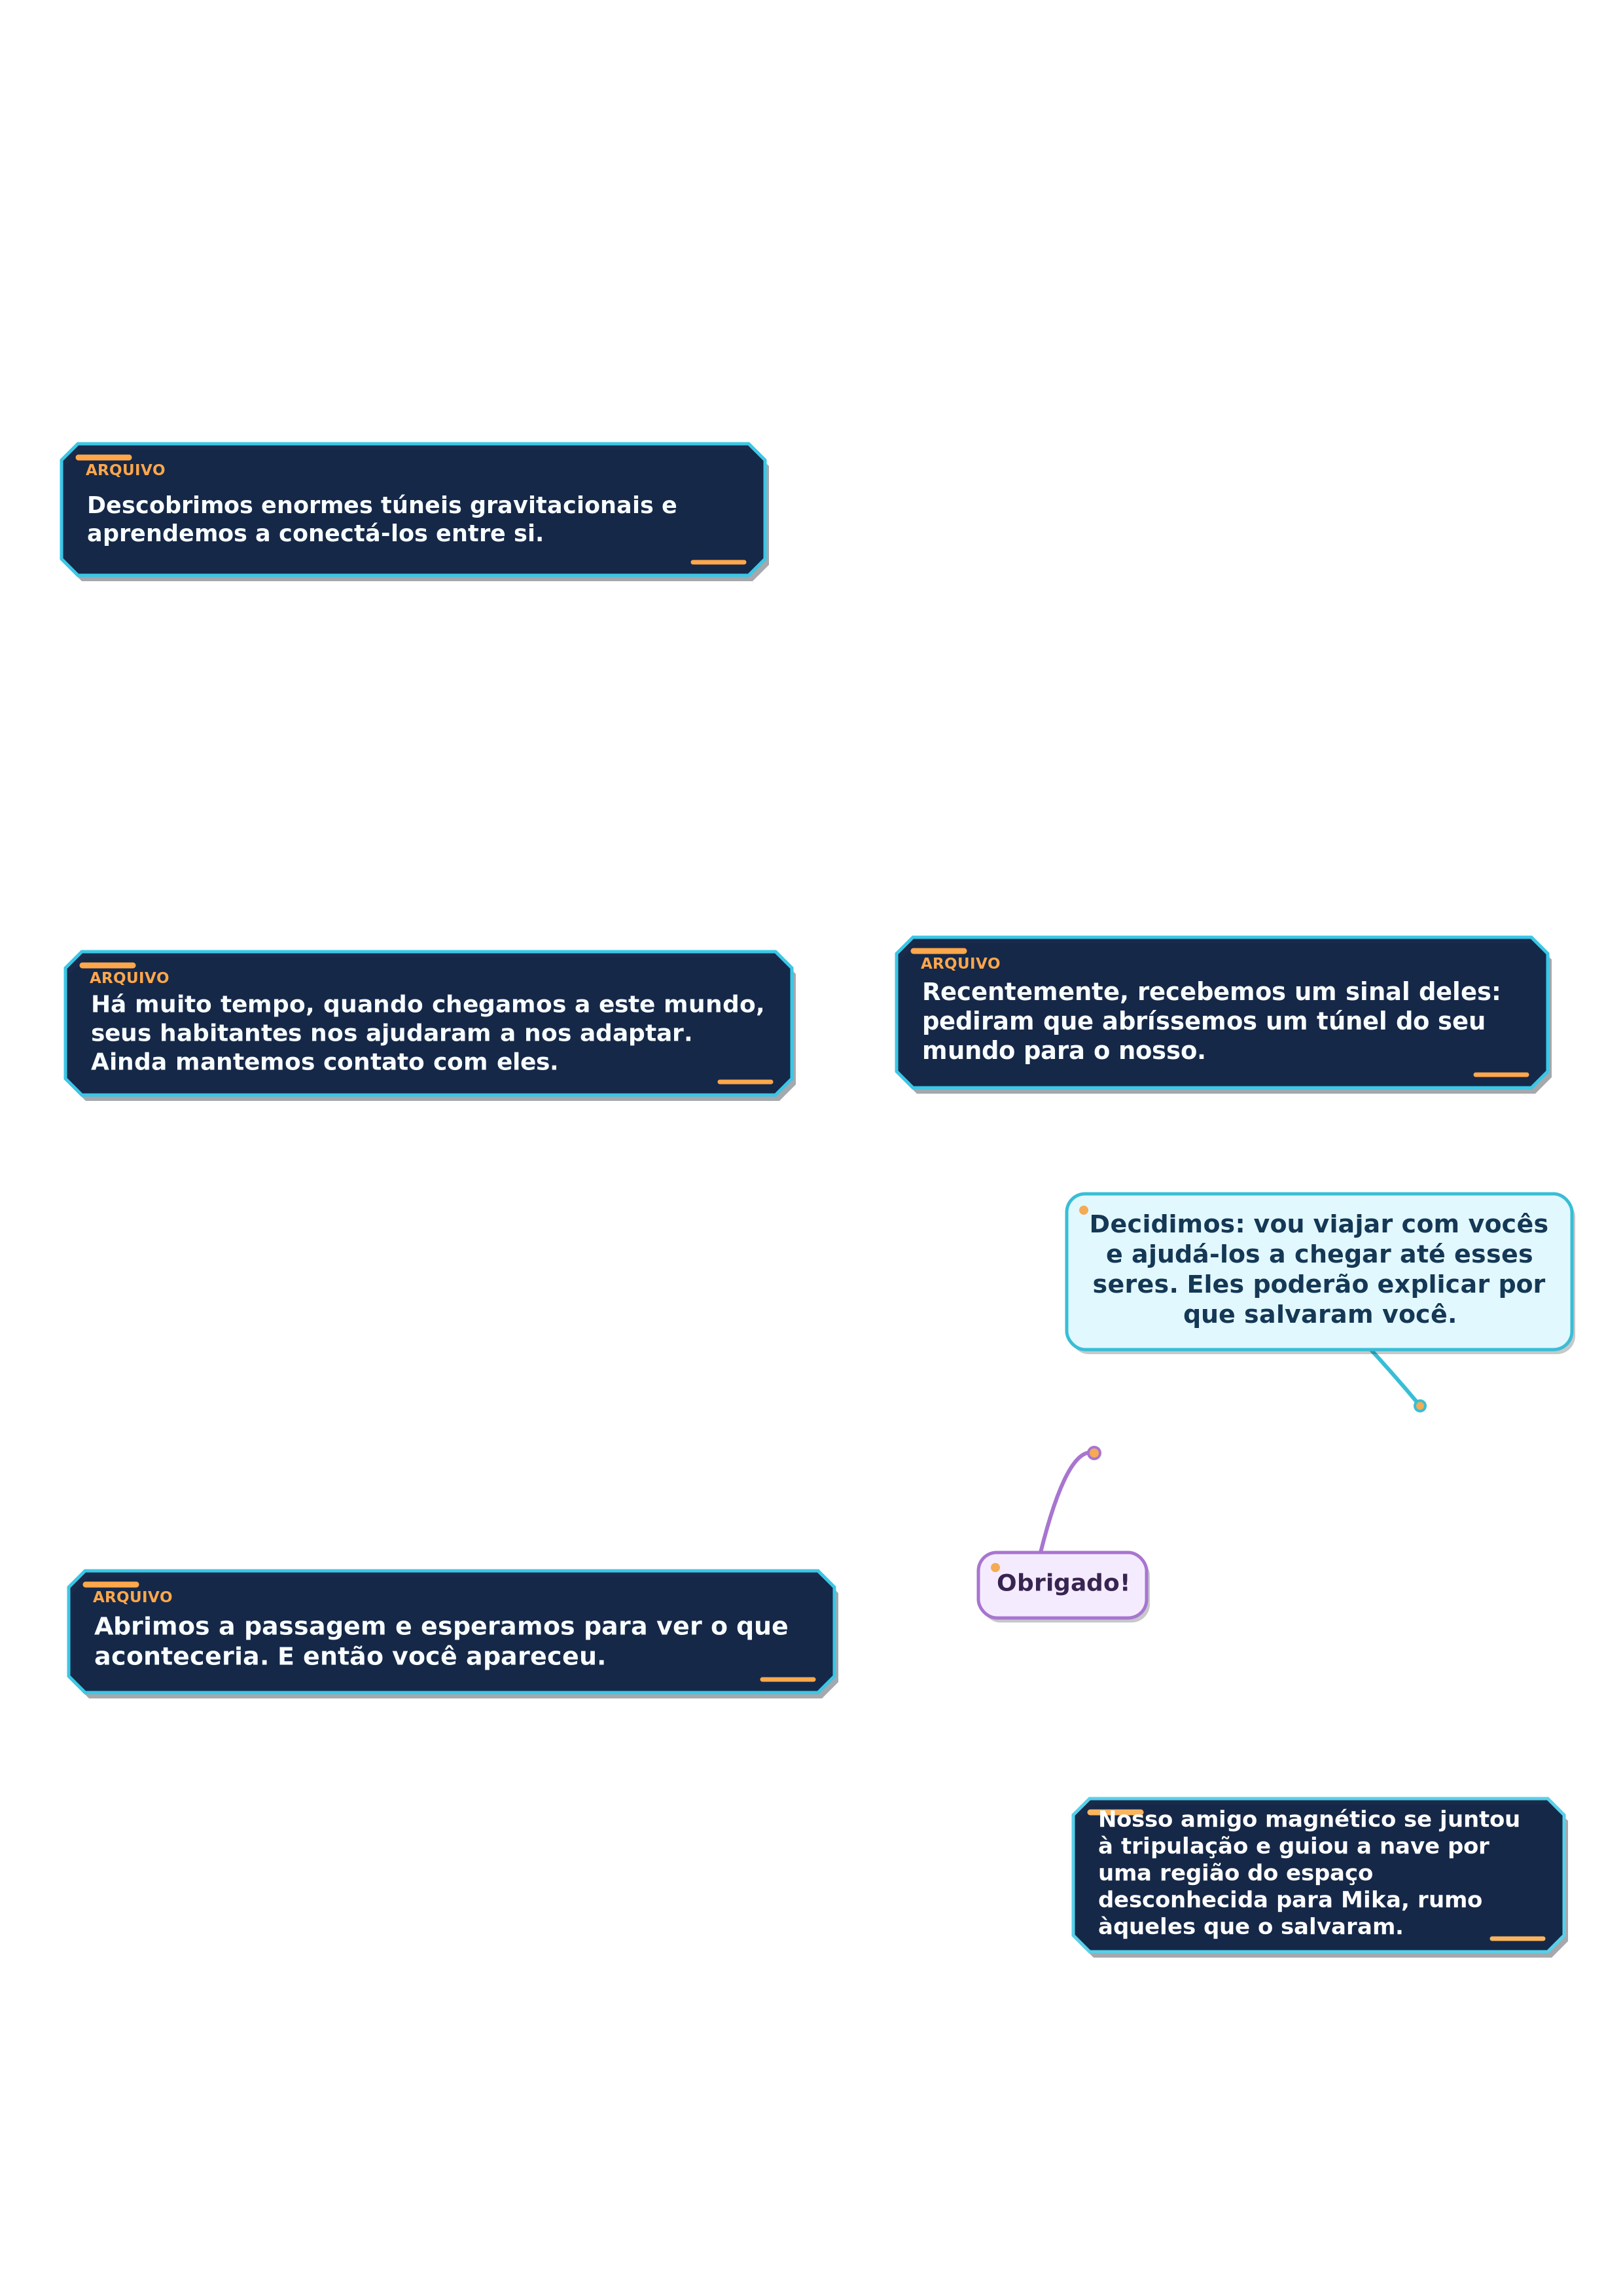 ARQUIVO
Descobrimos enormes túneis gravitacionais e
aprendemos a conectá-los entre si.
ARQUIVO
Há muito tempo, quando chegamos a este mundo,
seus habitantes nos ajudaram a nos adaptar.
Ainda mantemos contato com eles.
ARQUIVO
Recentemente, recebemos um sinal deles:
pediram que abríssemos um túnel do seu
mundo para o nosso.
Decidimos: vou viajar com vocês
e ajudá-los a chegar até esses
seres. Eles poderão explicar por
que salvaram você.
Obrigado!
ARQUIVO
Abrimos a passagem e esperamos para ver o que
aconteceria. E então você apareceu.
Nosso amigo magnético se juntou
à tripulação e guiou a nave por
uma região do espaço
desconhecida para Mika, rumo
àqueles que o salvaram.